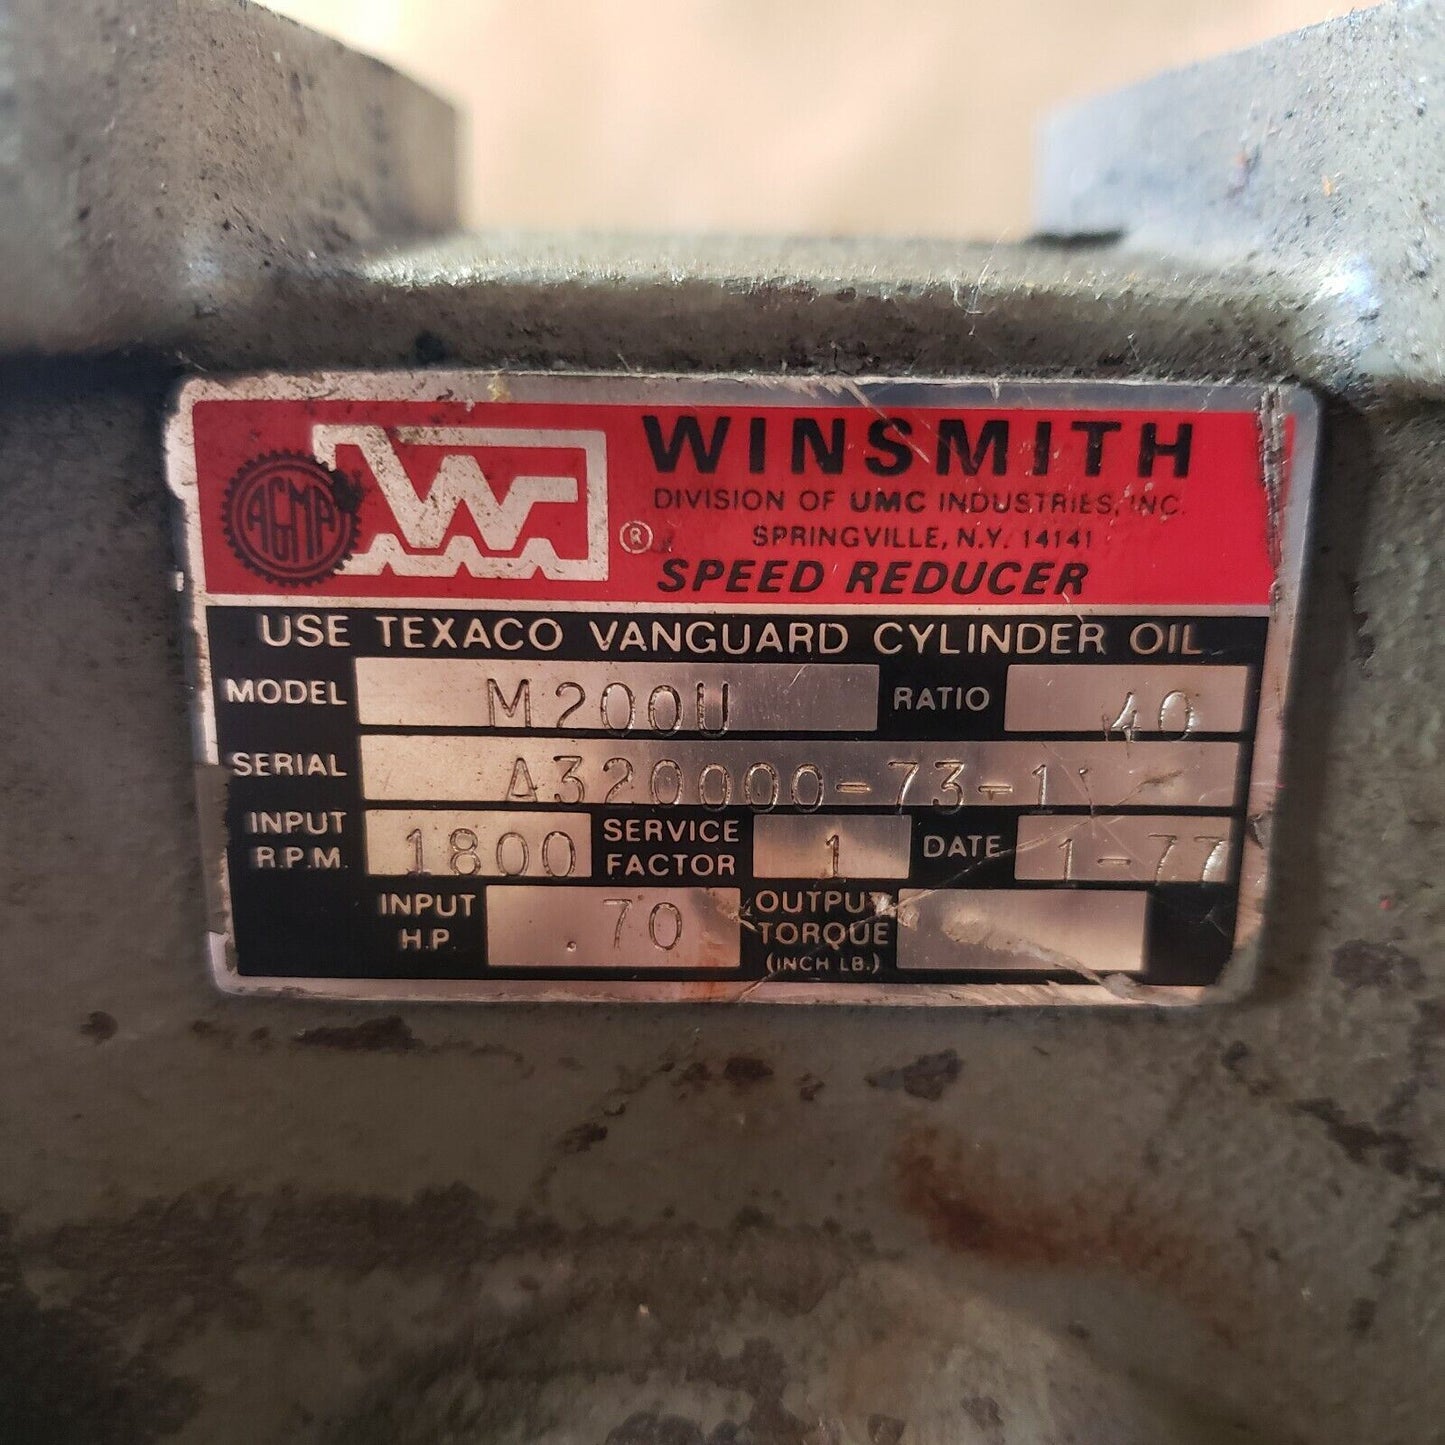 AGMA
W
WINSMITH
DIVISION OF UMC INDUSTRIES, INC.
® SPRINGVILLE, N.Y. 14141
SPEED REDUCER
USE TEXACO VANGUARD CYLINDER OIL
MODEL M200U RATIO 40
SERIAL A320000-73-1
INPUT R.P.M. 1800 SERVICE FACTOR 1 DATE 1-77
INPUT H.P. .70 OUTPUT TORQUE (INCH LB.)